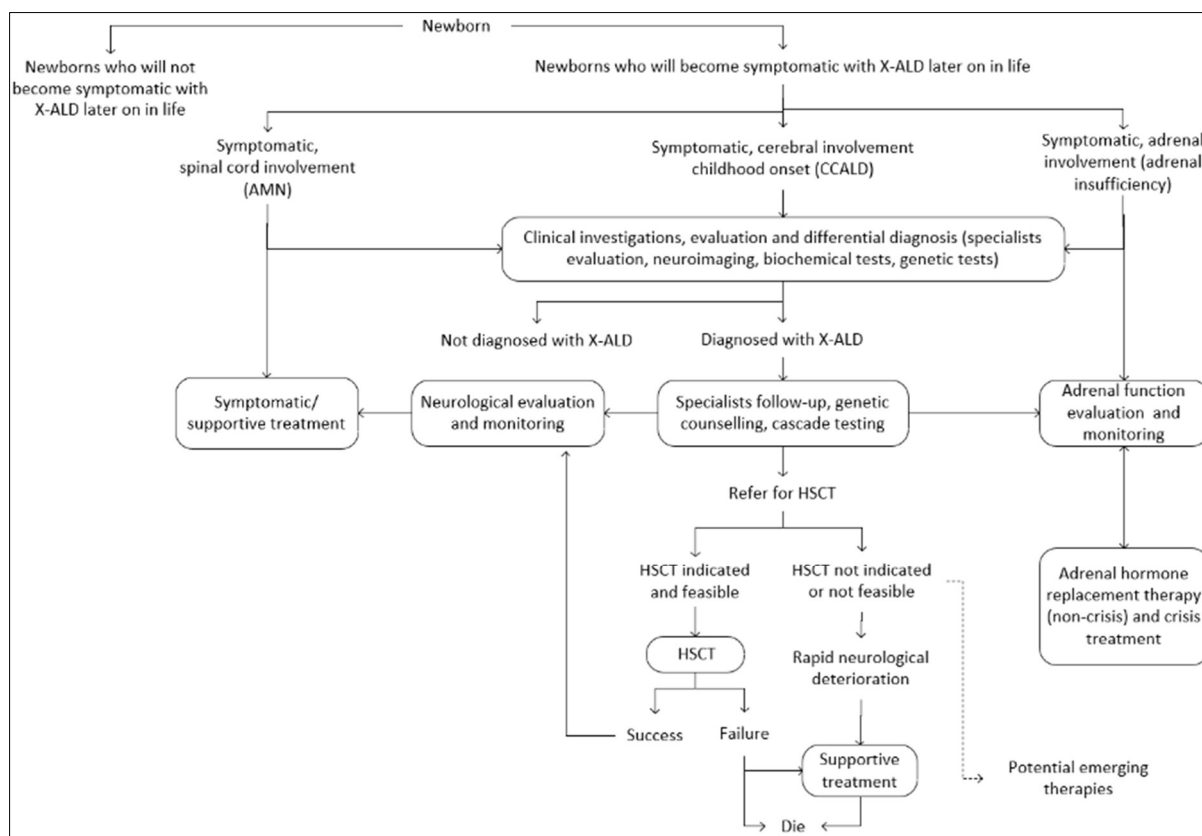 Newborn
Newborns who will not
become symptomatic with
X-ALD later on in life
Newborns who will become symptomatic with X-ALD later on in life
Symptomatic,
spinal cord involvement
(AMN)
Symptomatic, cerebral involvement
childhood onset (CCALD)
Symptomatic, adrenal
involvement (adrenal
insufficiency)
Clinical investigations, evaluation and differential diagnosis (specialists
evaluation, neuroimaging, biochemical tests, genetic tests)
Not diagnosed with X-ALD
Diagnosed with X-ALD
Symptomatic/
supportive treatment
Neurological evaluation
and monitoring
Specialists follow-up, genetic
counselling, cascade testing
Adrenal function
evaluation and
monitoring
Refer for HSCT
HSCT indicated
and feasible
HSCT not indicated
or not feasible
Adrenal hormone
replacement therapy
(non-crisis) and crisis
treatment
HSCT
Rapid neurological
deterioration
Success
Failure
Supportive
treatment
Potential emerging
therapies
Die